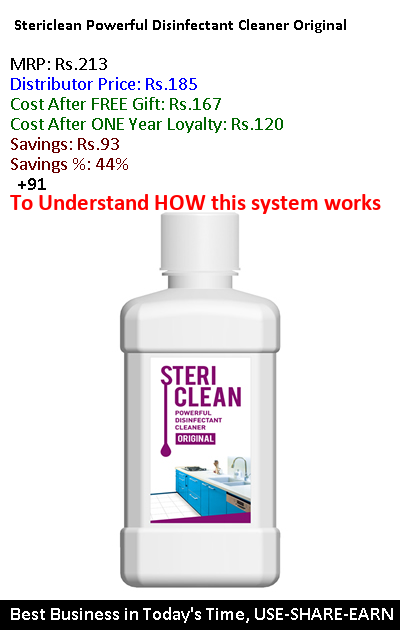 Stericlean Powerful Disinfectant Cleaner Original
MRP: Rs.213
Distributor Price: Rs.185
Cost After FREE Gift: Rs.167
Cost After ONE Year Loyalty: Rs.120
Savings: Rs.93
Savings %: 44%
+91
To Understand HOW this system works
STERI
CLEAN
POWERFUL
DISINFECTANT
CLEANER
ORIGINAL
Best Business in Today's Time, USE-SHARE-EARN